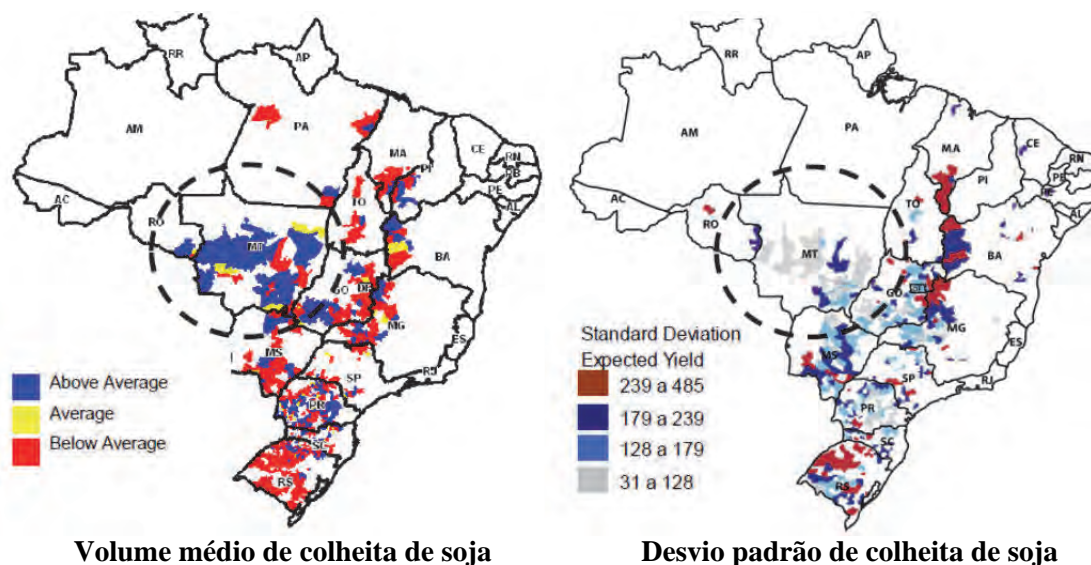 RR
AP
AM
PA
MA
CE
RN
PB
PI
PE
AL
AC
TO
RO
MT
BA
GO
DF
MG
ES
MS
SP
RJ
PR
SC
RS
Above Average
Average
Below Average
Volume médio de colheita de soja
RR
AP
AM
PA
MA
CE
RN
PB
PI
AL
AC
TO
RO
MT
BA
GO
MG
ES
MS
SP
RJ
PR
SC
RS
Standard Deviation
Expected Yield
239 a 485
179 a 239
128 a 179
31 a 128
Desvio padrão de colheita de soja